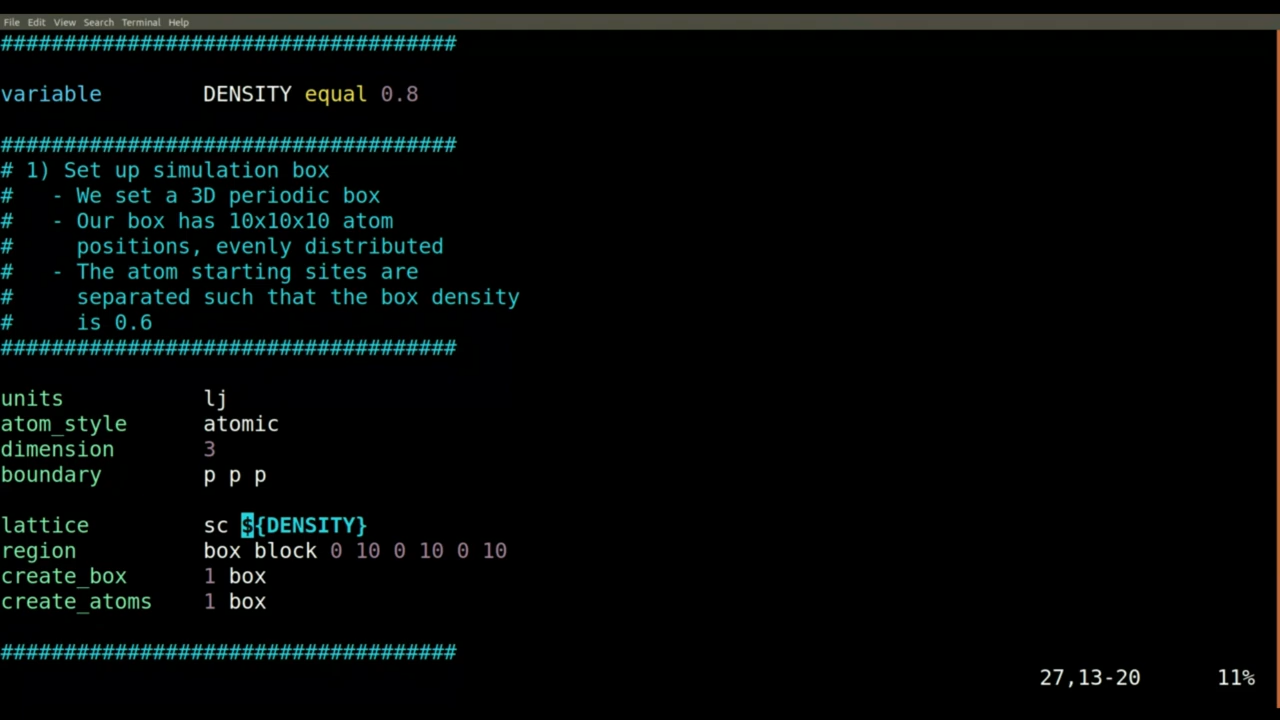 File Edit View Search Terminal Help
####################################
variable        DENSITY equal 0.8
####################################
# 1) Set up simulation box
#   - We set a 3D periodic box
#   - Our box has 10x10x10 atom
#     positions, evenly distributed
#   - The atom starting sites are
#     separated such that the box density
#     is 0.6
####################################
units           lj
atom_style      atomic
dimension       3
boundary        p p p
lattice         sc ${DENSITY}
region          box block 0 10 0 10 0 10
create_box      1 box
create_atoms    1 box
####################################
27,13-20      11%